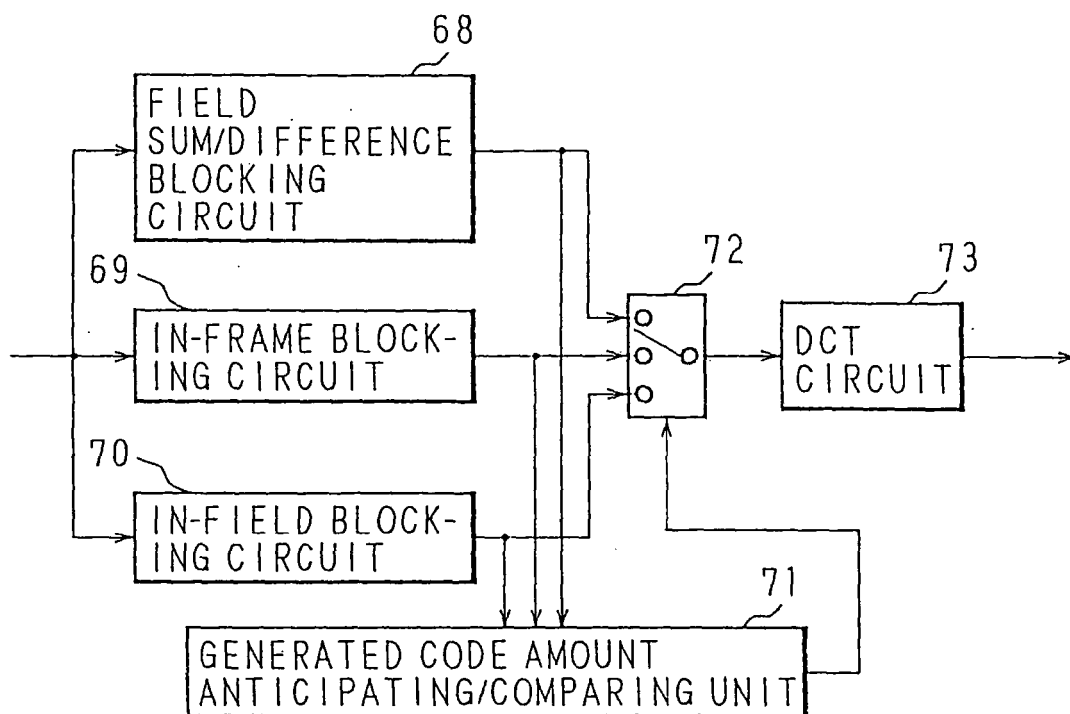 68
FIELD
SUM/DIFFERENCE
BLOCKING
CIRCUIT
69
IN-FRAME BLOCK-
ING CIRCUIT
70
IN-FIELD BLOCK-
ING CIRCUIT
72
73
DCT
CIRCUIT
71
GENERATED CODE AMOUNT
ANTICIPATING/COMPARING UNIT